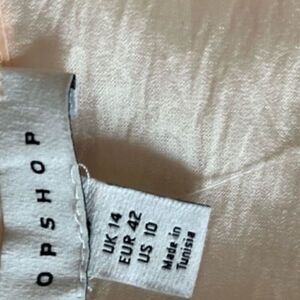 OPSHOP
UK 14
EUR 42
US 10
Made in
Tunisia